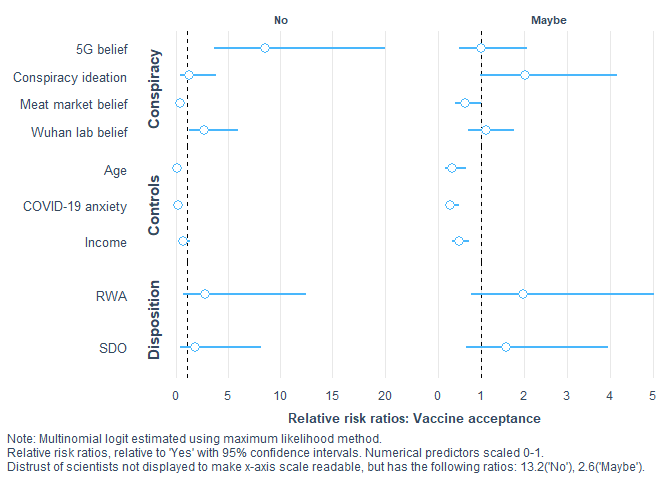 No Maybe
Conspiracy
5G belief
Conspiracy ideation
Meat market belief
Wuhan lab belief
Controls
Age
COVID-19 anxiety
Income
Disposition
RWA
SDO
0 5 10 15 20 0 1 2 3 4 5
Relative risk ratios: Vaccine acceptance
Note: Multinomial logit estimated using maximum likelihood method.
Relative risk ratios, relative to 'Yes' with 95% confidence intervals. Numerical predictors scaled 0-1.
Distrust of scientists not displayed to make x-axis scale readable, but has the following ratios: 13.2('No'), 2.6('Maybe').